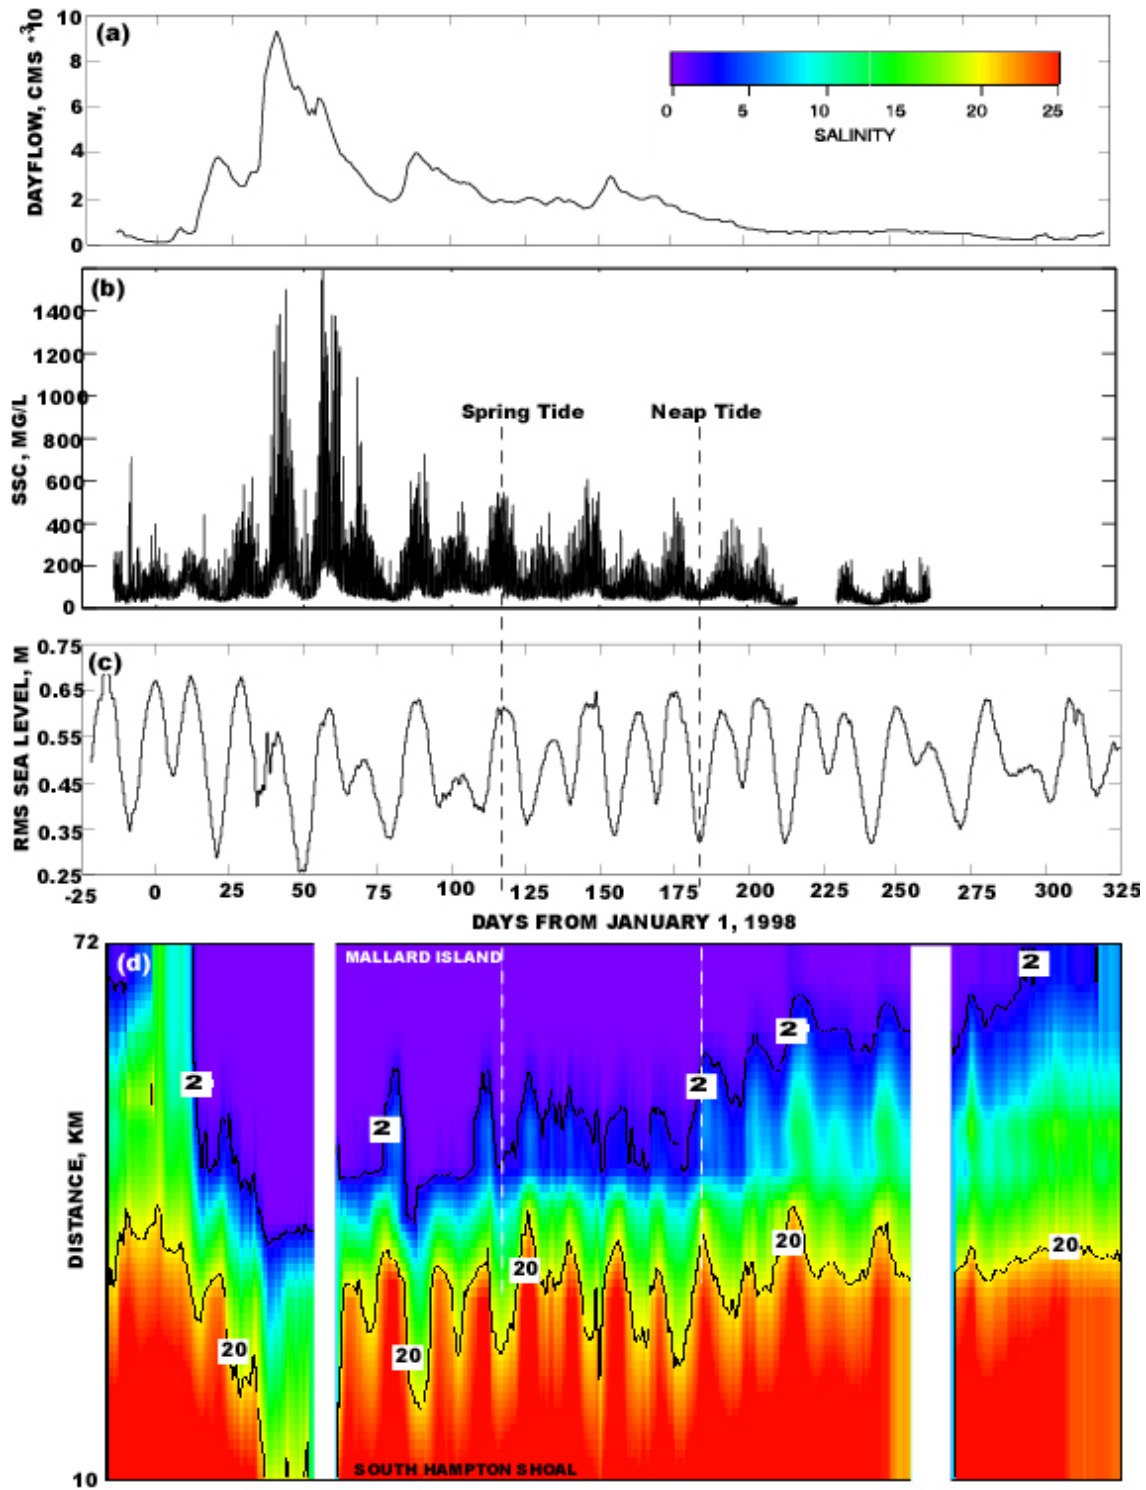 (a)
DAYFLOW, CMS *10³
10
8
6
4
2
0
0 5 10 15 20 25
SALINITY
(b)
SSC, MG/L
1400
1200
1000
800
600
400
200
0
Spring Tide Neap Tide
(c)
RMS SEA LEVEL, M
0.75
0.65
0.55
0.45
0.35
0.25
-25 0 25 50 75 100 125 150 175 200 225 250 275 300 325
DAYS FROM JANUARY 1, 1998
(d)
DISTANCE, KM
72
10
MALLARD ISLAND
2
2
2
2
2
20
20
20
20
20
SOUTH HAMPTON SHOAL